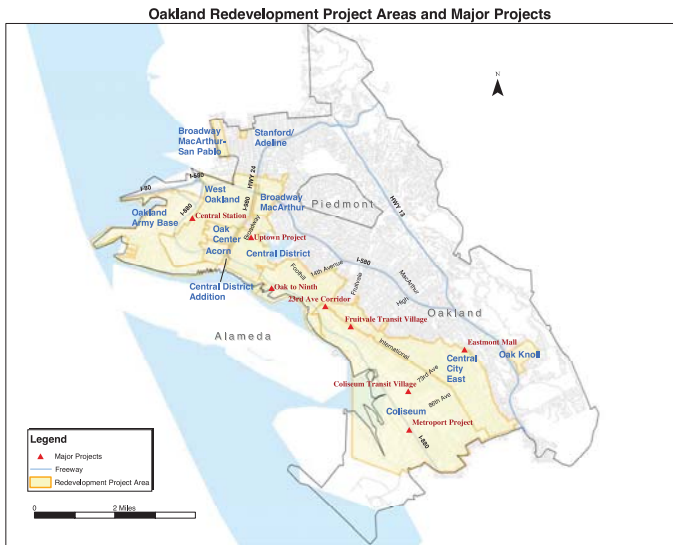 Oakland Redevelopment Project Areas and Major Projects
N
Broadway
MacArthur-
San Pablo
Stanford/
Adeline
HWY 24
HWY 13
I-80
I-580
West
Oakland
I-980
Broadway
MacArthur
Piedmont
Oakland
Army Base
I-880
Central Station
Oak
Center
Broadway
Uptown Project
Acorn
Central District
I-580
Foothill
14th Avenue
Fruitvale
MacArthur
High
Central District
Addition
Oak to Ninth
23rd Ave Corridor
Oakland
Fruitvale Transit Village
Alameda
International
Eastmont Mall
Oak Knoll
Central
City
East
73rd Ave
Coliseum Transit Village
98th Ave
Coliseum
Metroport Project
I-880
Legend
Major Projects
Freeway
Redevelopment Project Area
0 2 Miles